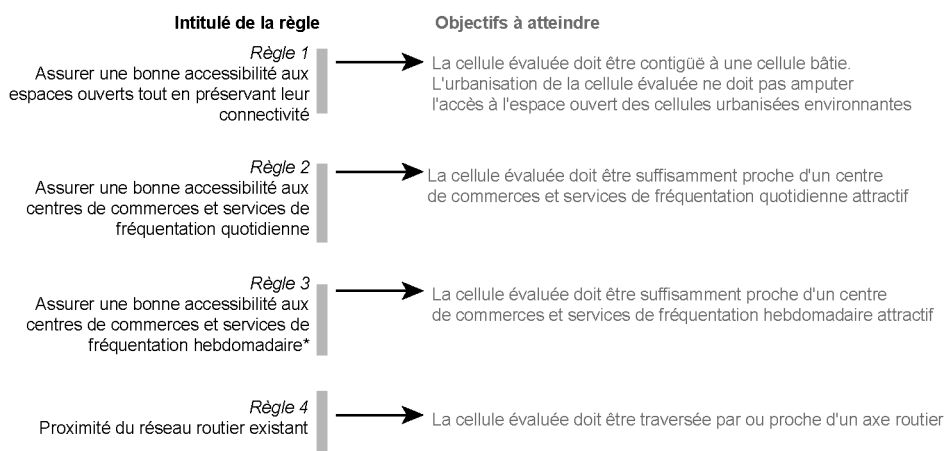 Intitulé de la règle
Objectifs à atteindre
Règle 1
Assurer une bonne accessibilité aux
espaces ouverts tout en préservant leur
connectivité
La cellule évaluée doit être contigüë à une cellule bâtie.
L'urbanisation de la cellule évaluée ne doit pas amputer
l'accès à l'espace ouvert des cellules urbanisées environnantes
Règle 2
Assurer une bonne accessibilité aux
centres de commerces et services de
fréquentation quotidienne
La cellule évaluée doit être suffisamment proche d'un centre
de commerces et services de fréquentation quotidienne attractif
Règle 3
Assurer une bonne accessibilité aux
centres de commerces et services de
fréquentation hebdomadaire*
La cellule évaluée doit être suffisamment proche d'un centre
de commerces et services de fréquentation hebdomadaire attractif
Règle 4
Proximité du réseau routier existant
La cellule évaluée doit être traversée par ou proche d'un axe routier